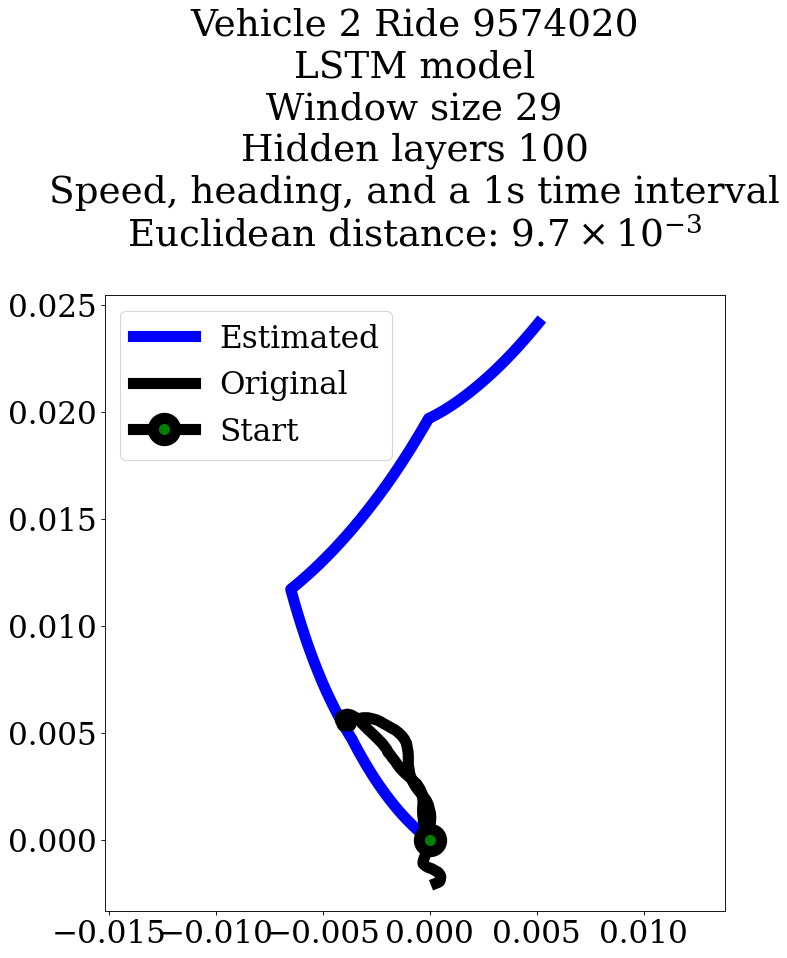 Vehicle 2 Ride 9574020
LSTM model
Window size 29
Hidden layers 100
Speed, heading, and a 1s time interval
Euclidean distance: 9.7 × 10⁻³
0.025
Estimated
Original
0.020
Start
0.015
0.010
0.005
0.000
−0.015 −0.010 −0.005 0.000 0.005 0.010